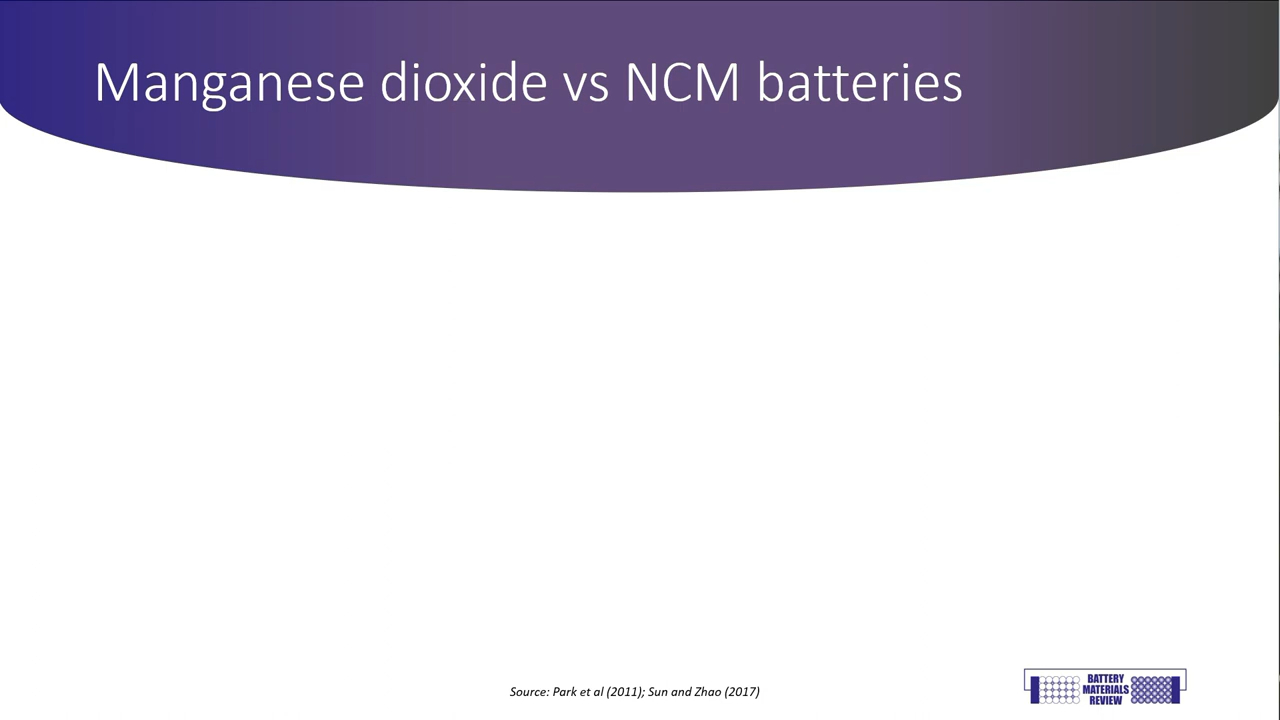 Manganese dioxide vs NCM batteries
Source: Park et al (2011); Sun and Zhao (2017)
BATTERY
MATERIALS
REVIEW